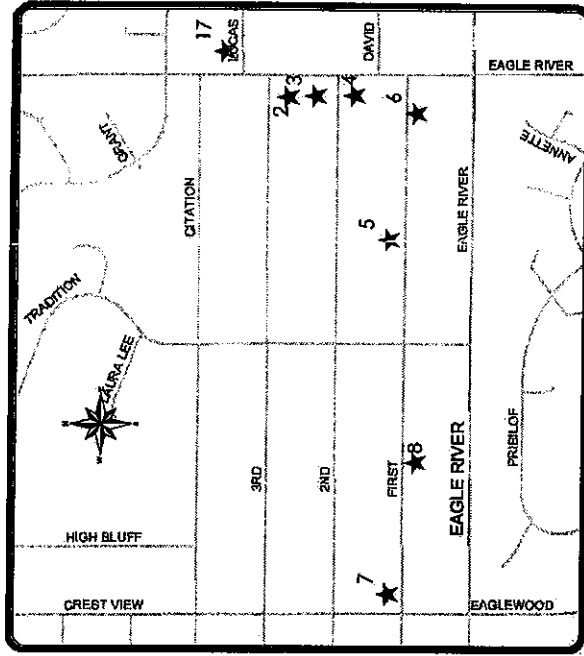 17
LUCAS
DAVID
EAGLE RIVER
GRANT
2
3
4
6
CITATION
5
EAGLE RIVER
ANNETTE
TRADITION
LAURA LEE
3RD
2ND
FIRST
8
EAGLE RIVER
PRIBILOF
HIGH BLUFF
7
CREST VIEW
EAGLEWOOD